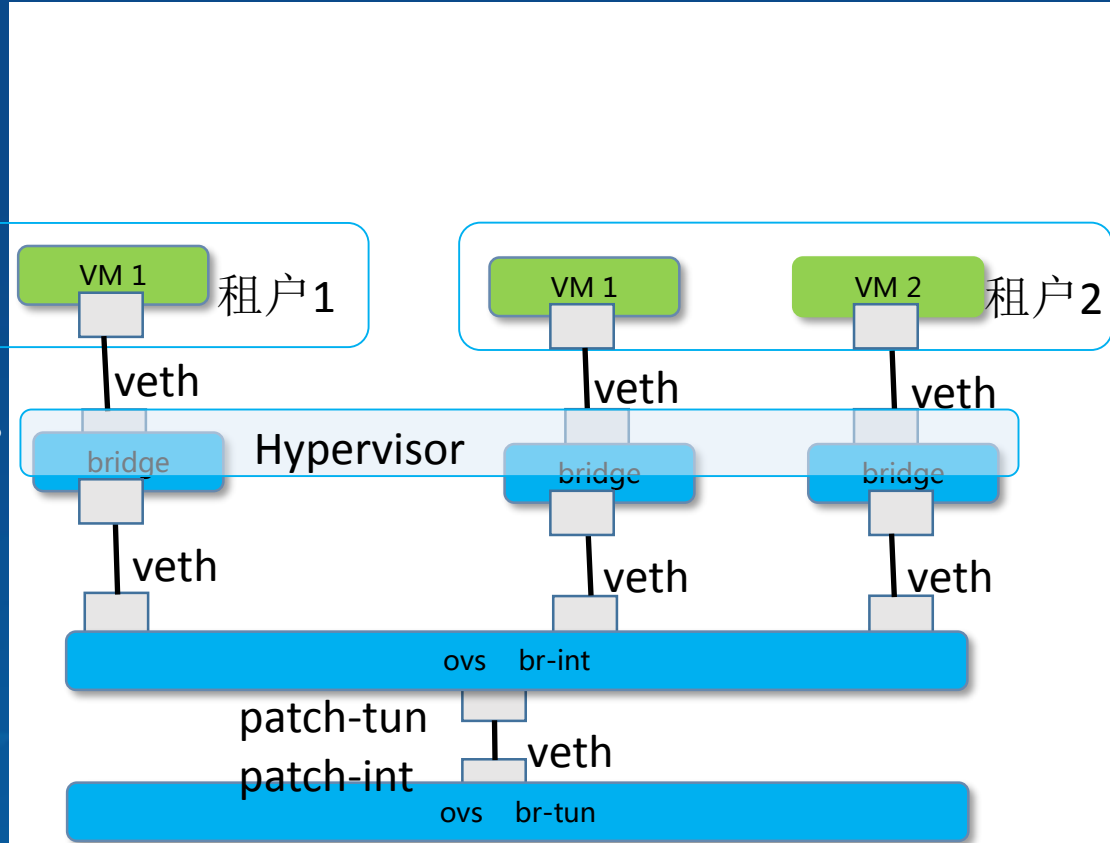 VM 1
租户1
VM 1
VM 2
租户2
veth
veth
veth
Hypervisor
bridge
bridge
bridge
veth
veth
veth
ovs br-int
patch-tun
veth
patch-int
ovs br-tun